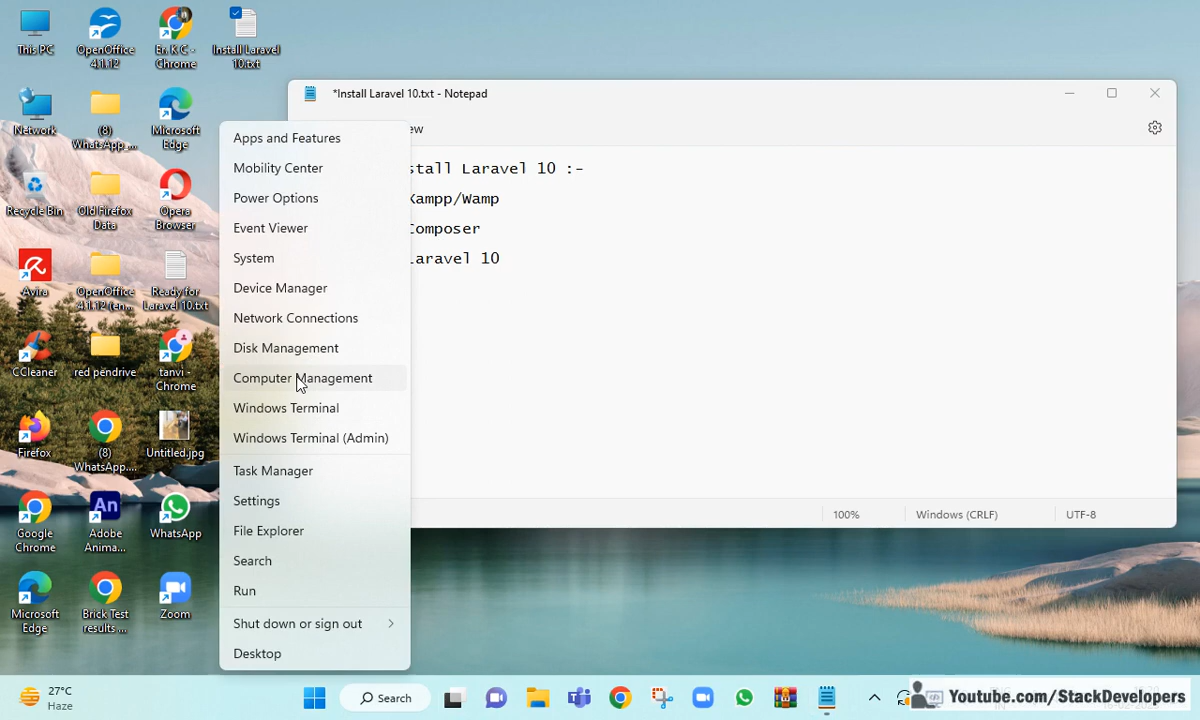 This PC
OpenOffice
4.1.12
En. K C -
Chrome
Install Laravel
10.txt
Network
(8)
WhatsApp_...
Microsoft
Edge
Recycle Bin
Old Firefox
Data
Opera
Browser
Avira
OpenOffice
4.1.12 (en...
Ready for
Laravel 10.txt
CCleaner
red pendrive
tanvi -
Chrome
Firefox
(8)
WhatsApp....
Untitled.jpg
Google
Chrome
An
Adobe
Anima...
WhatsApp
Microsoft
Edge
Brick Test
results ...
Zoom
*Install Laravel 10.txt - Notepad
ew
stall Laravel 10 :-
Xampp/Wamp
Composer
Laravel 10
100%
Windows (CRLF)
UTF-8
Apps and Features
Mobility Center
Power Options
Event Viewer
System
Device Manager
Network Connections
Disk Management
Computer Management
Windows Terminal
Windows Terminal (Admin)
Task Manager
Settings
File Explorer
Search
Run
Shut down or sign out
Desktop
27°C
Haze
Search
Youtube.com/StackDevelopers